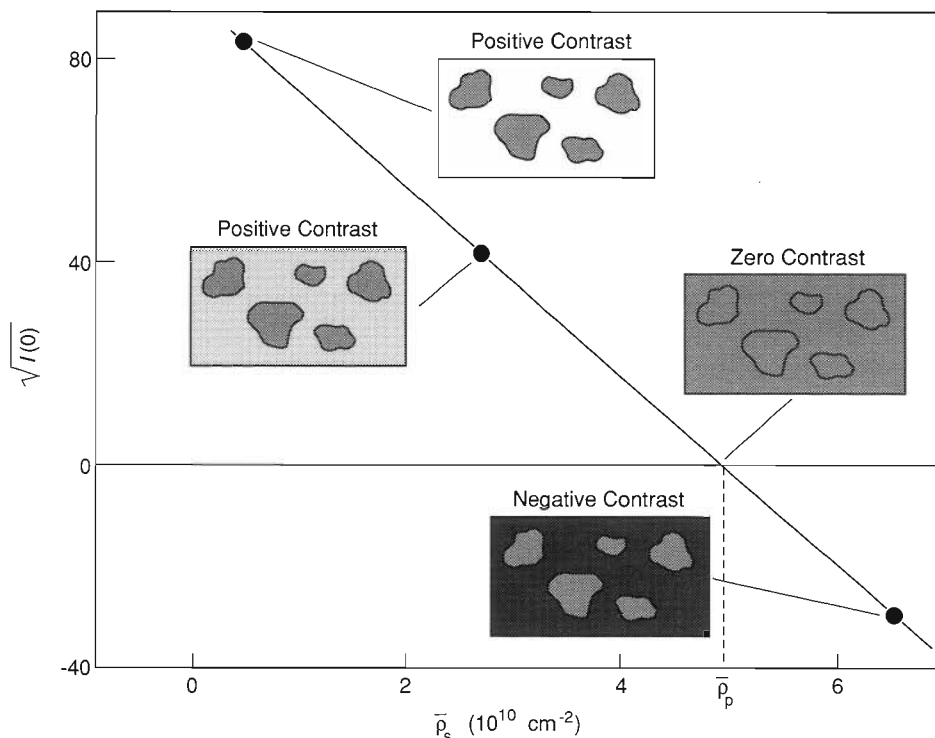 Positive Contrast
80
Positive Contrast
40
Zero Contrast
√I(0)
0
Negative Contrast
-40
0 2 4 ρ̅p 6
ρ̅s (10¹⁰ cm⁻²)